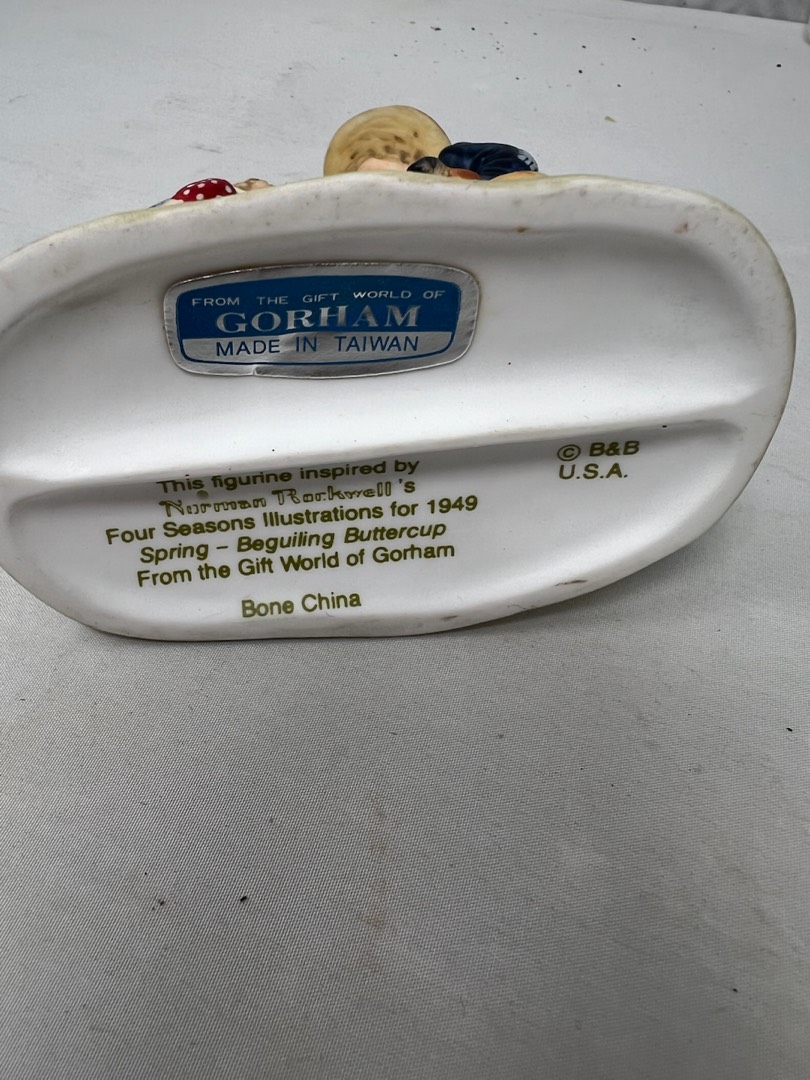 FROM THE GIFT WORLD OF
GORHAM
MADE IN TAIWAN
This figurine inspired by
Norman Rockwell's
Four Seasons Illustrations for 1949
Spring – Beguiling Buttercup
From the Gift World of Gorham
Bone China
© B&B
U.S.A.